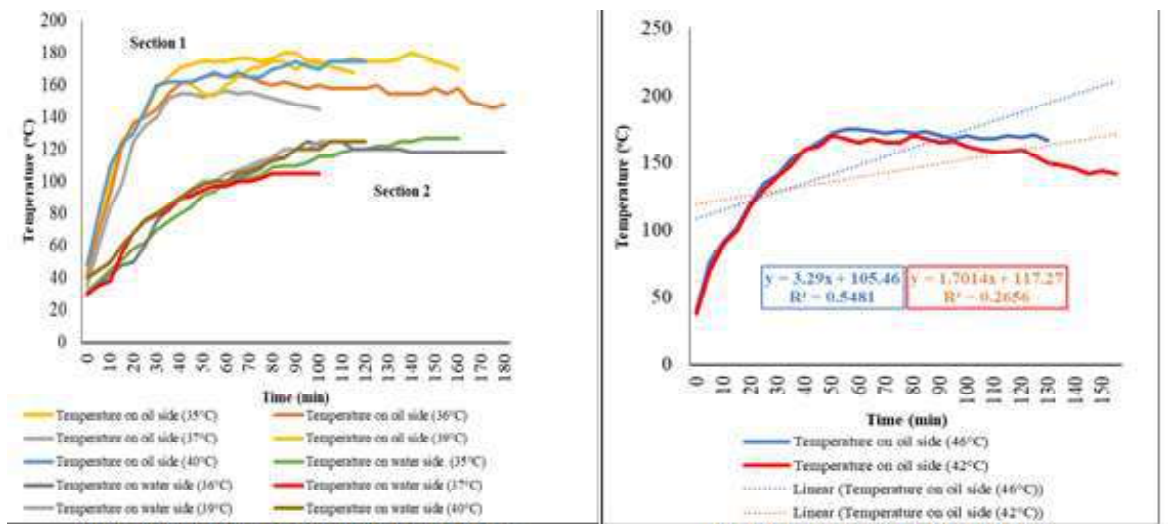 200
180
160
140
120
100
80
60
40
20
0
Temperature (°C)
Section 1
Section 2
0 10 20 30 40 50 60 70 80 90 100 110 120 130 140 150 160 170 180
Time (min)
Temperature on oil side (35°C)
Temperature on oil side (36°C)
Temperature on oil side (37°C)
Temperature on oil side (39°C)
Temperature on oil side (40°C)
Temperature on water side (35°C)
Temperature on water side (36°C)
Temperature on water side (37°C)
Temperature on water side (39°C)
Temperature on water side (40°C)
250
200
150
100
50
0
Temperature (°C)
y = 3.29x + 105.46
R² = 0.5481
y = 1.7014x + 117.27
R² = 0.2656
0 10 20 30 40 50 60 70 80 90 100 110 120 130 140 150
Time (min)
Temperature on oil side (46°C)
Temperature on oil side (42°C)
Linear (Temperature on oil side (46°C))
Linear (Temperature on oil side (42°C))